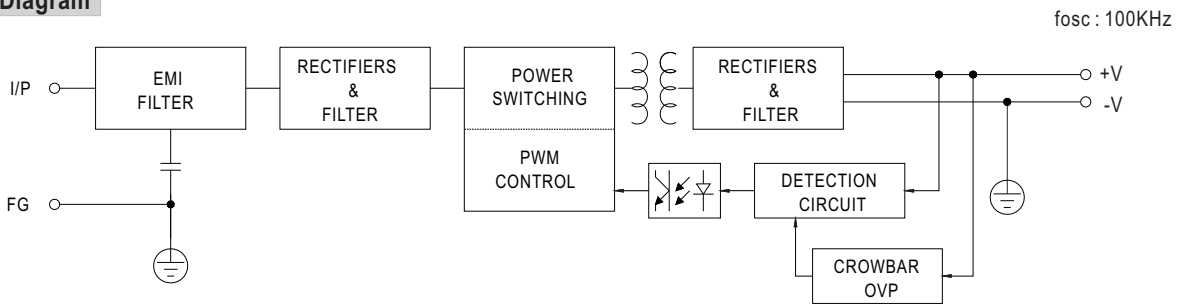 Diagram
fosc : 100KHz
I/P
EMI
FILTER
RECTIFIERS
&
FILTER
POWER
SWITCHING
PWM
CONTROL
RECTIFIERS
&
FILTER
+V
-V
DETECTION
CIRCUIT
FG
CROWBAR
OVP